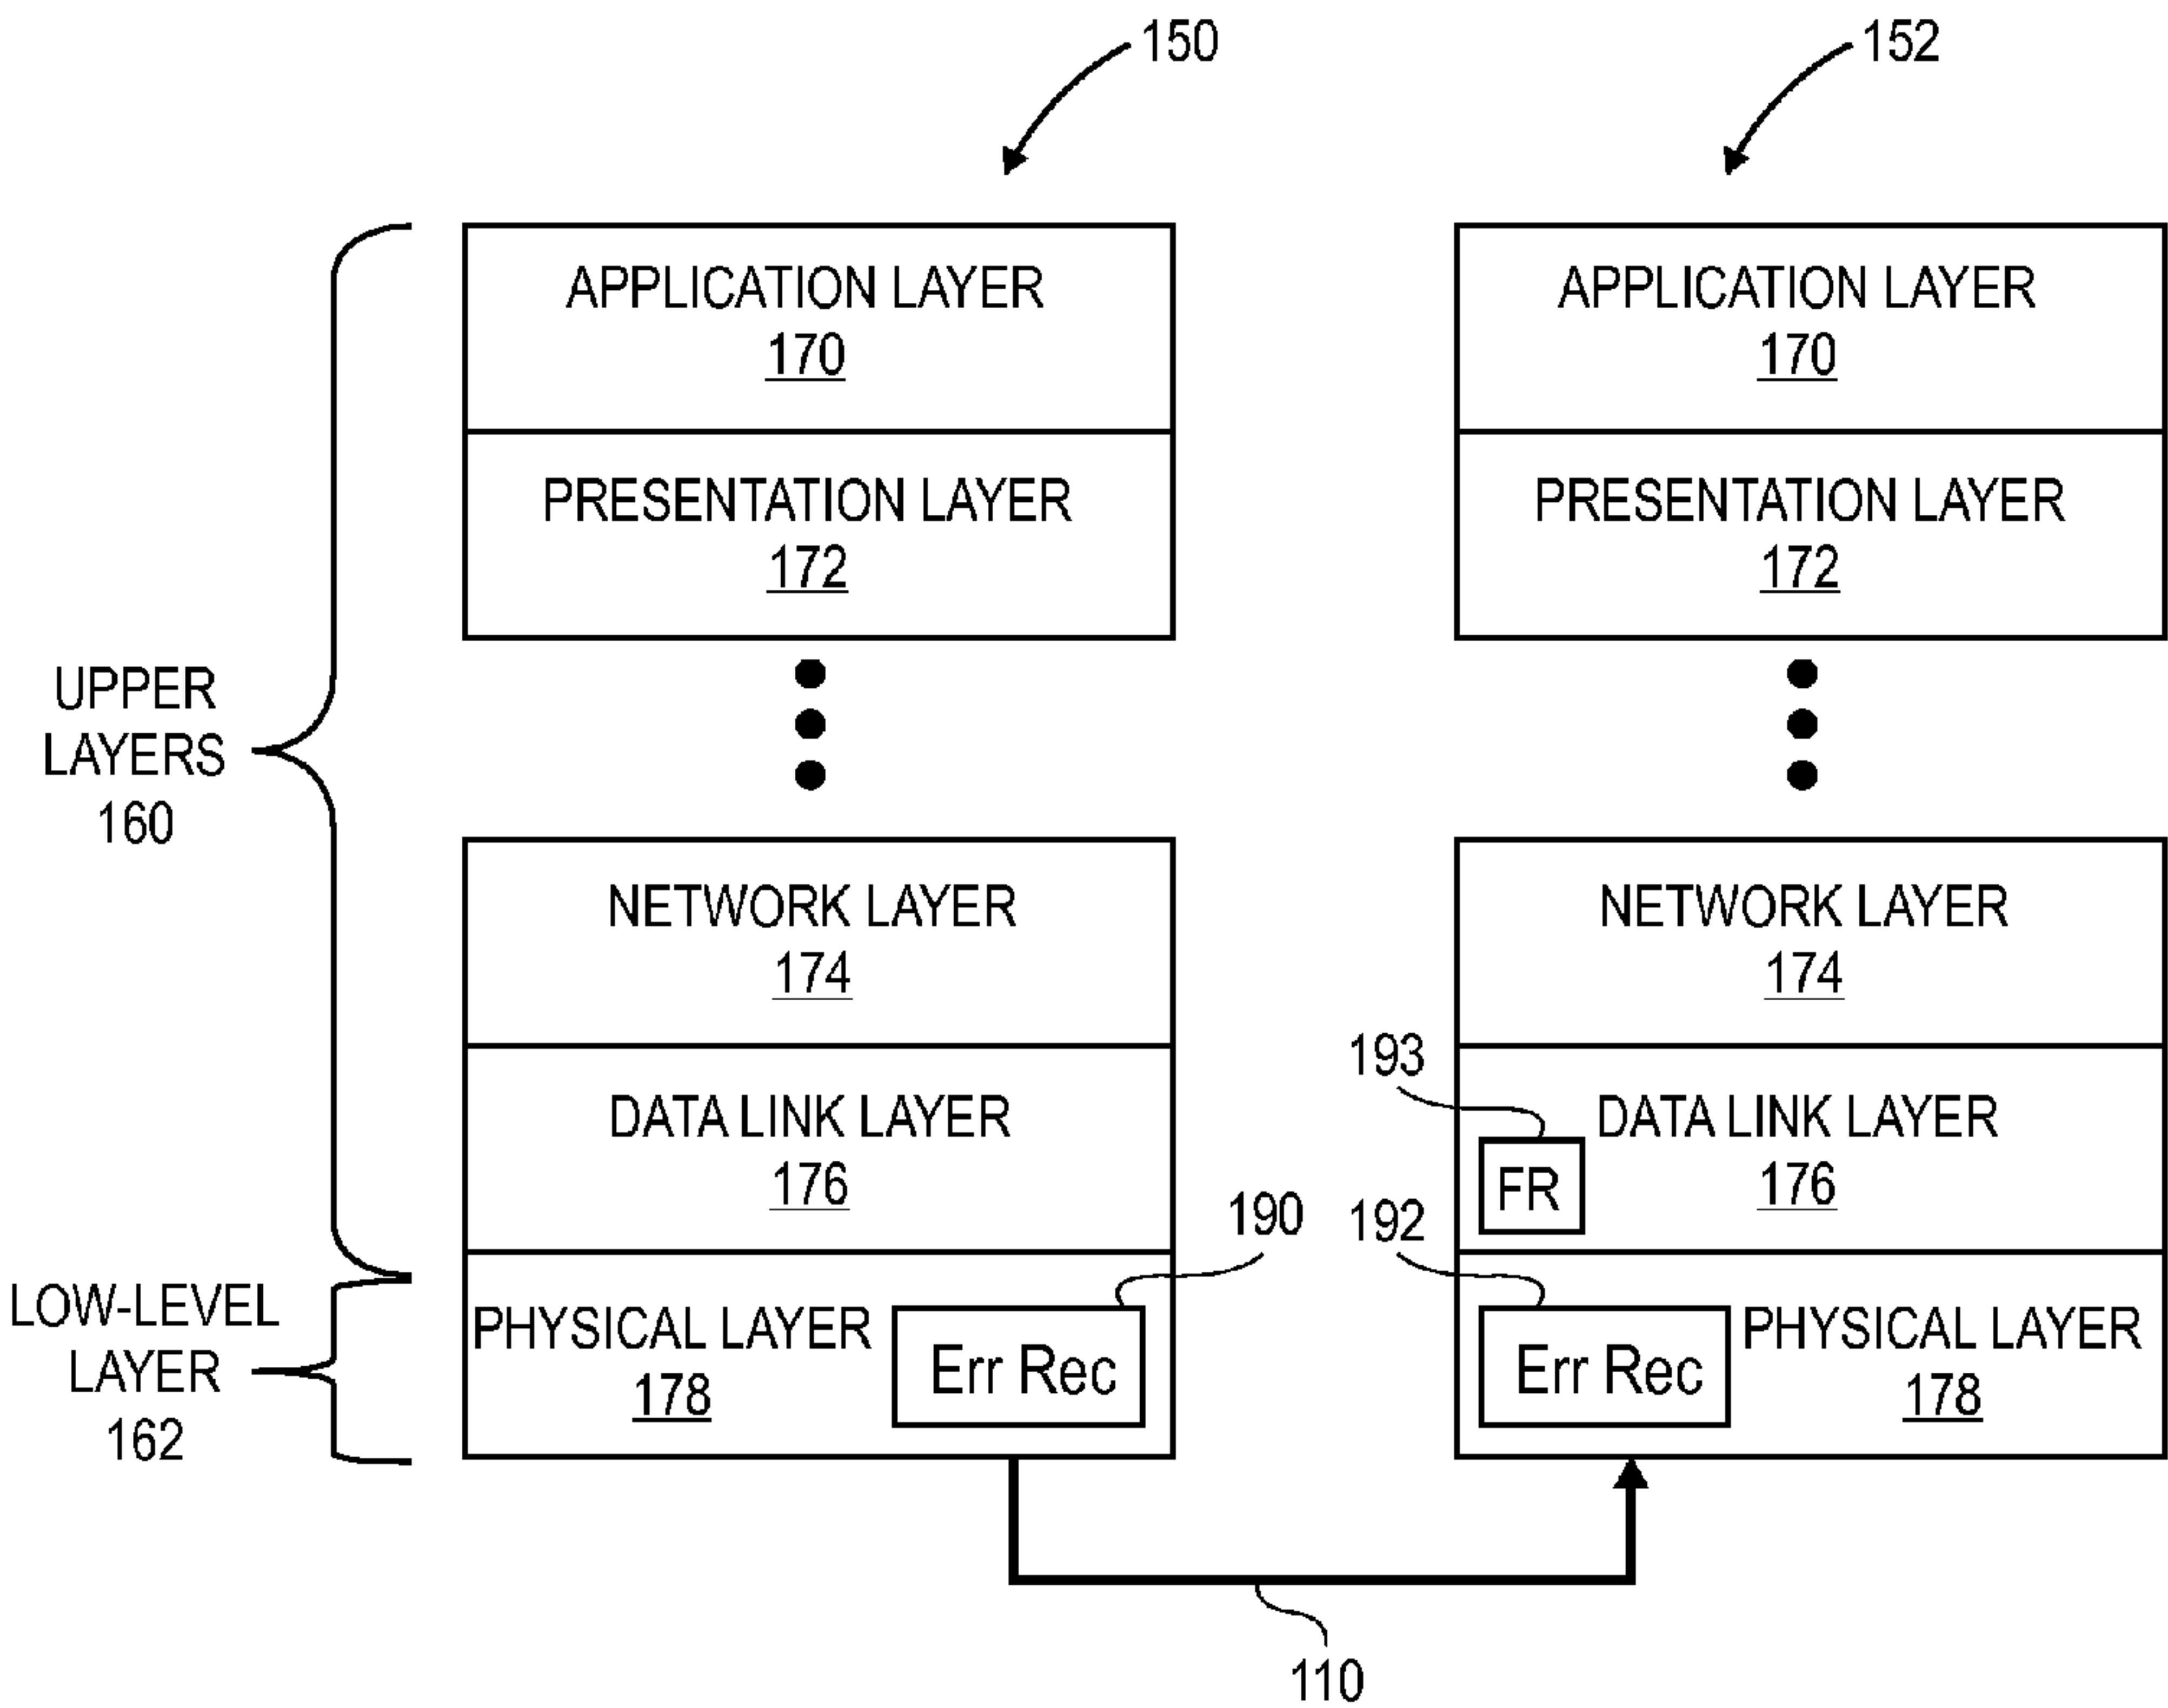 150
152
APPLICATION LAYER
170
APPLICATION LAYER
170
PRESENTATION LAYER
172
PRESENTATION LAYER
172
UPPER
LAYERS
160
NETWORK LAYER
174
NETWORK LAYER
174
193
DATA LINK LAYER
176
DATA LINK LAYER
176
FR
190
192
LOW-LEVEL
LAYER
162
PHYSICAL LAYER
178
Err Rec
Err Rec
PHYSICAL LAYER
178
110